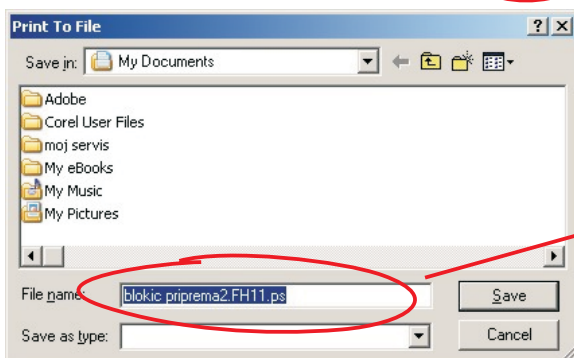 Print To File
Save in: My Documents
Adobe
Corel User Files
moj servis
My eBooks
My Music
My Pictures
File name: blokic priprema2.FH11.ps Save
Save as type: Cancel